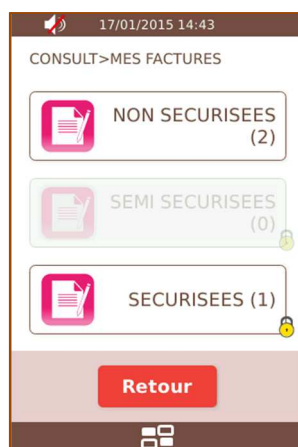 17/01/2015 14:43
CONSULT>MES FACTURES
NON SECURISEES
(2)
SEMI SECURISEES
(0)
SECURISEES (1)
Retour